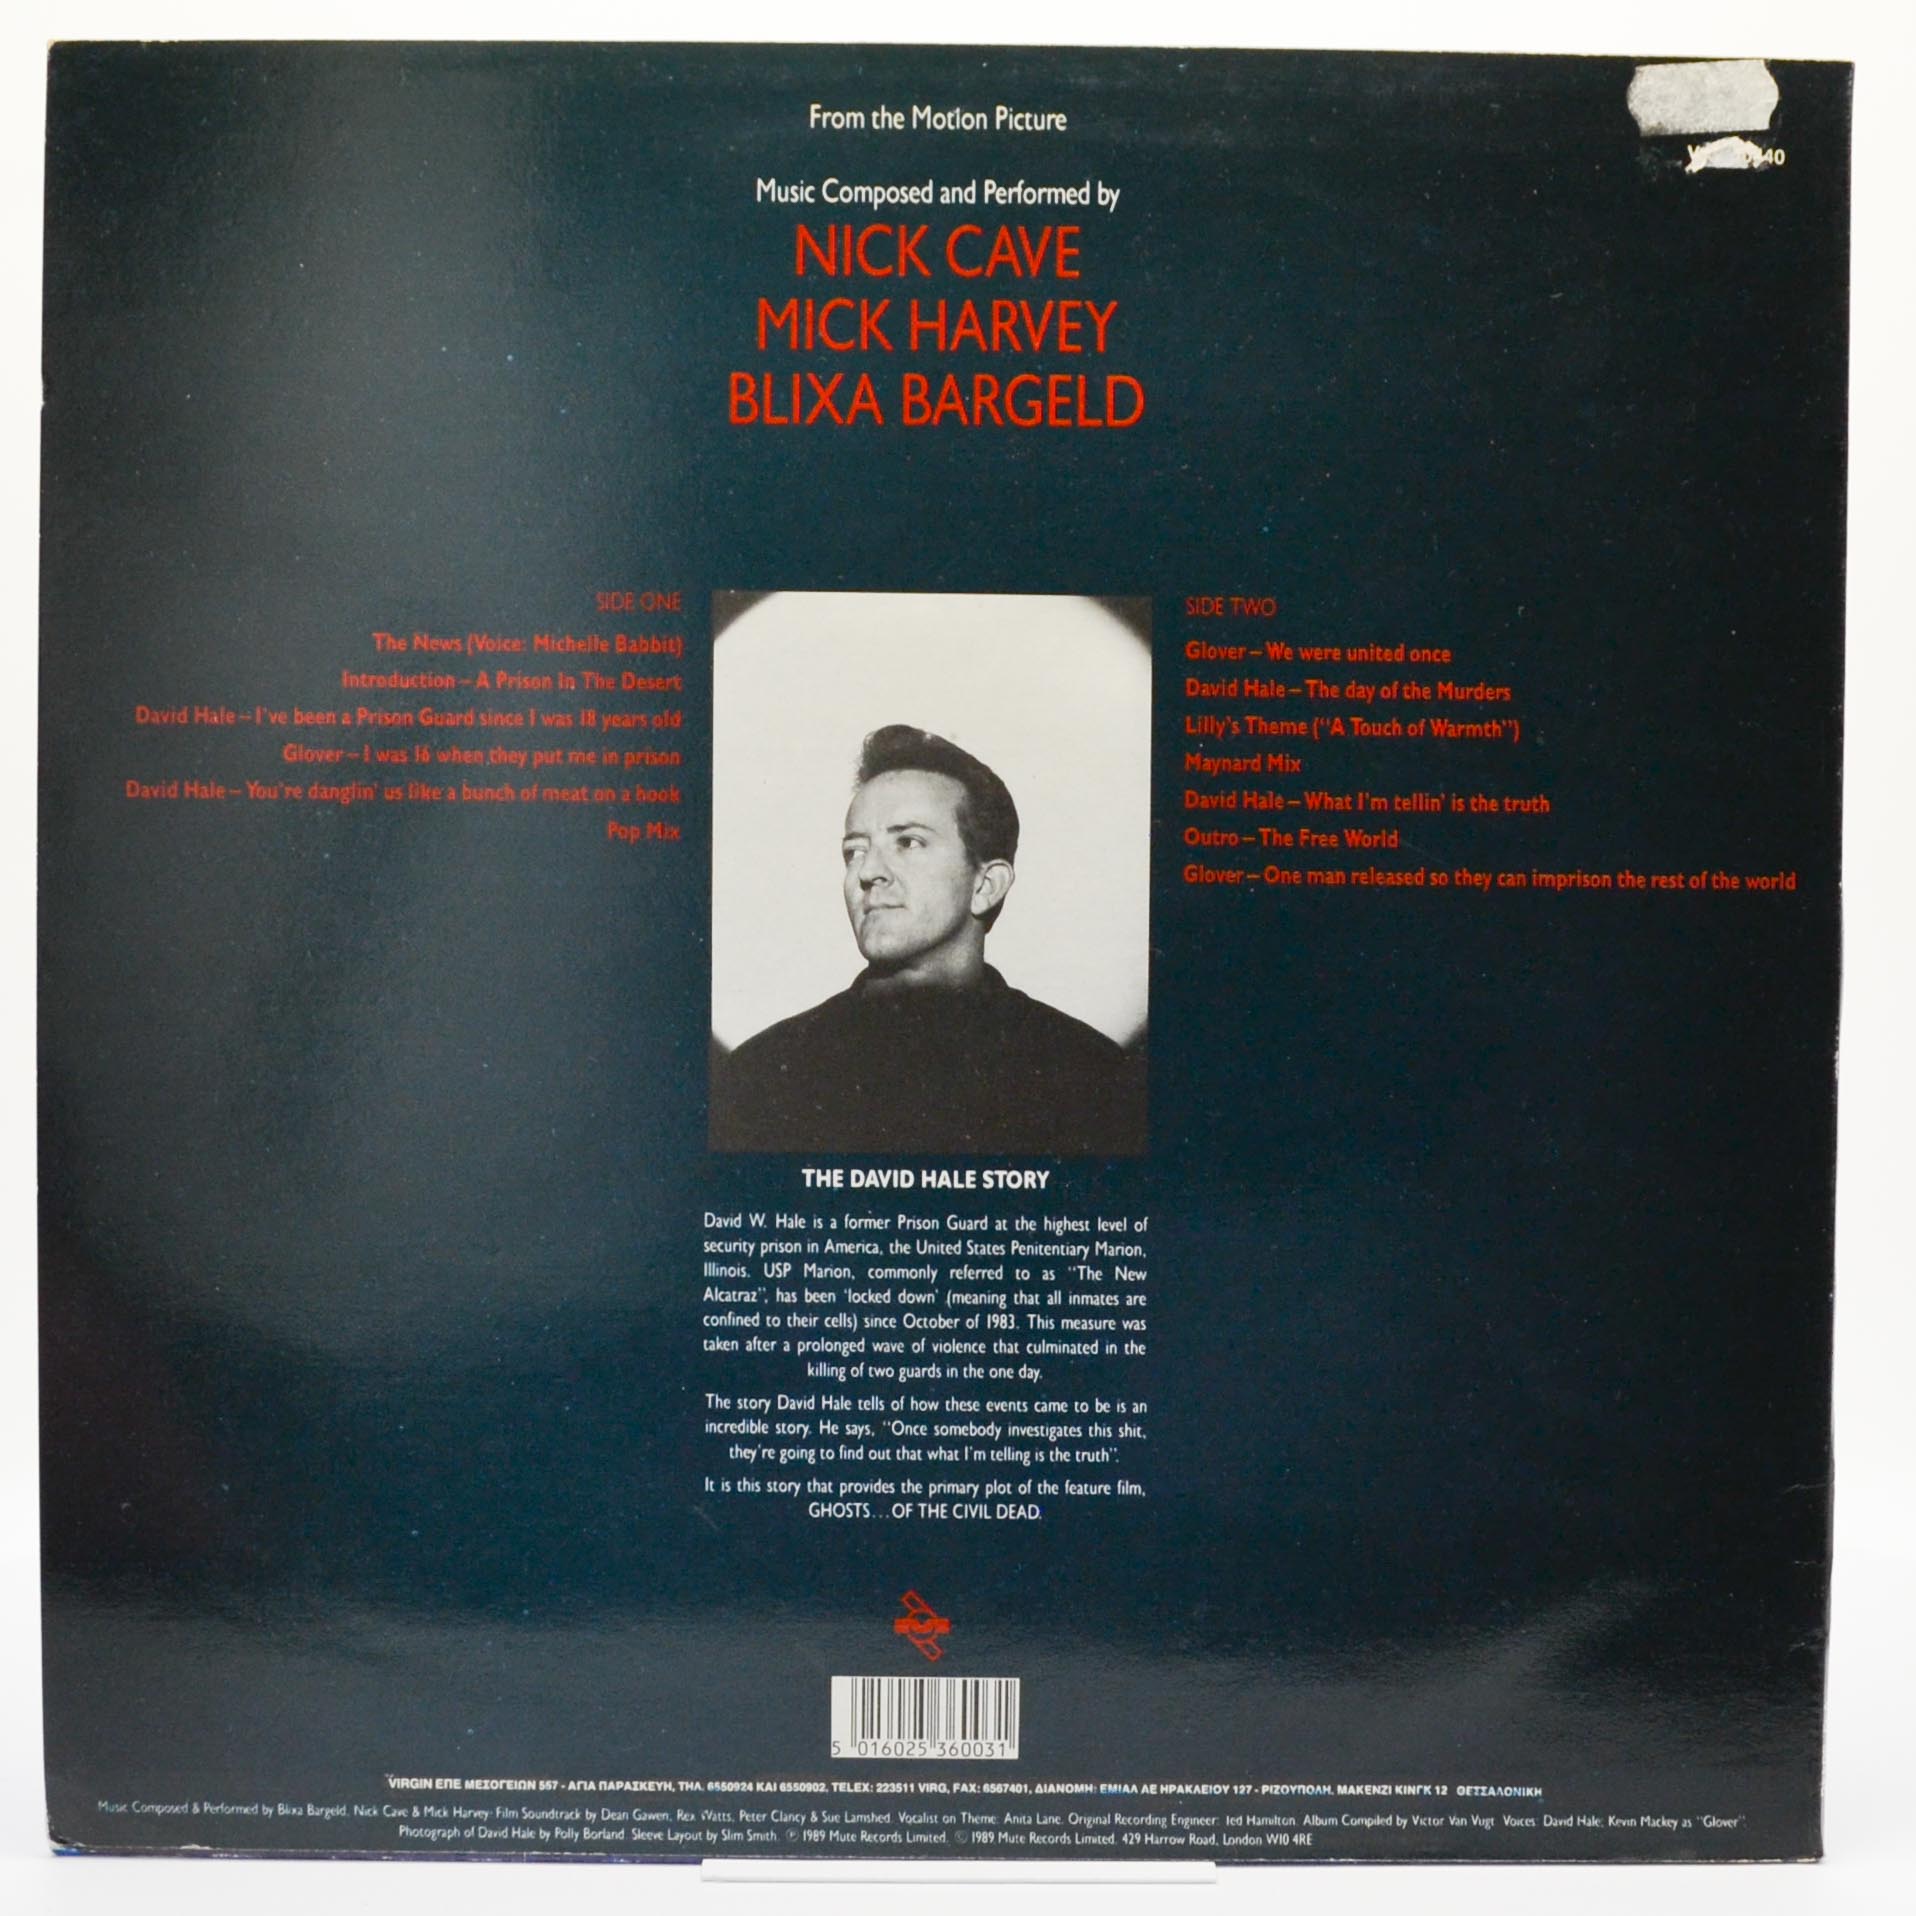 From the Motion Picture
40
Music Composed and Performed by
NICK CAVE
MICK HARVEY
BLIXA BARGELD
SIDE ONE
The News (Voice: Michelle Babbit)
Introduction – A Prison In The Desert
David Hale – I've been a Prison Guard since I was 18 years old
Glover – I was 16 when they put me in prison
David Hale – You're danglin' us like a bunch of meat on a hook
Pop Mix
SIDE TWO
Glover – We were united once
David Hale – The day of the Murders
Lilly's Theme ("A Touch of Warmth")
Maynard Mix
David Hale – What I'm tellin' is the truth
Outro – The Free World
Glover – One man released so they can imprison the rest of the world
THE DAVID HALE STORY
David W. Hale is a former Prison Guard at the highest level of
security prison in America, the United States Penitentiary Marion,
Illinois. USP Marion, commonly referred to as "The New
Alcatraz", has been 'locked down' (meaning that all inmates are
confined to their cells) since October of 1983. This measure was
taken after a prolonged wave of violence that culminated in the
killing of two guards in the one day.
The story David Hale tells of how these events came to be is an
incredible story. He says, "Once somebody investigates this shit,
they're going to find out that what I'm telling is the truth".
It is this story that provides the primary plot of the feature film,
GHOSTS...OF THE CIVIL DEAD.
5 016025 360031
VIRGIN ΕΠΕ ΜΕΣΟΓΕΙΩΝ 557 - ΑΓΙΑ ΠΑΡΑΣΚΕΥΗ, ΤΗΛ. 6550924 ΚΑΙ 6550902, TELEX: 223511 VIRG, FAX: 6567401, ΔΙΑΝΟΜΗ: ΕΜΙΑΛ ΑΕ ΗΡΑΚΛΕΙΟΥ 127 - ΡΙΖΟΥΠΟΛΗ, ΜΑΚΕΝΖΙ ΚΙΝΓΚ 12 ΘΕΣΣΑΛΟΝΙΚΗ
Music Composed & Performed by Blixa Bargeld, Nick Cave & Mick Harvey. Film Soundtrack by Dean Gawen, Rex Watts, Peter Clancy & Sue Lamshed. Vocalist on Theme: Anita Lane. Original Recording Engineer: Ted Hamilton. Album Compiled by Victor Van Vugt. Voices: David Hale; Kevin Mackey as "Glover".
Photograph of David Hale by Polly Borland. Sleeve Layout by Slim Smith. ℗ 1989 Mute Records Limited. © 1989 Mute Records Limited. 429 Harrow Road, London W10 4RE